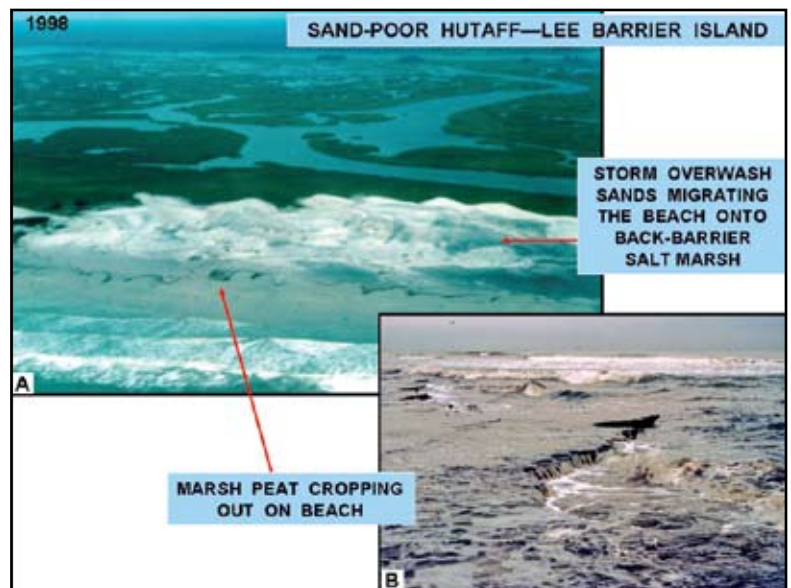 1998
SAND-POOR HUTAFF—LEE BARRIER ISLAND
STORM OVERWASH
SANDS MIGRATING
THE BEACH ONTO
BACK-BARRIER
SALT MARSH
A
MARSH PEAT CROPPING
OUT ON BEACH
B